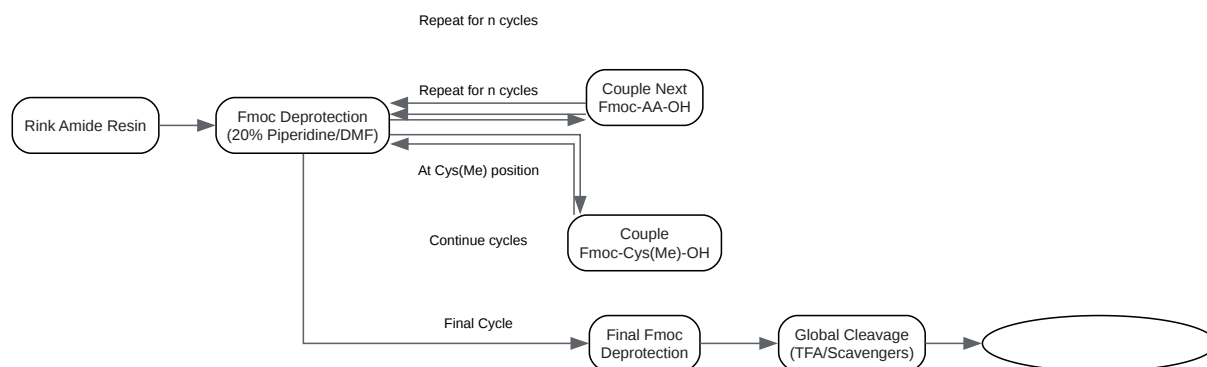 Repeat for n cycles
Repeat for n cycles
Couple Next
Fmoc-AA-OH
Rink Amide Resin
Fmoc Deprotection
(20% Piperidine/DMF)
At Cys(Me) position
Couple
Fmoc-Cys(Me)-OH
Continue cycles
Final Cycle
Final Fmoc
Deprotection
Global Cleavage
(TFA/Scavengers)